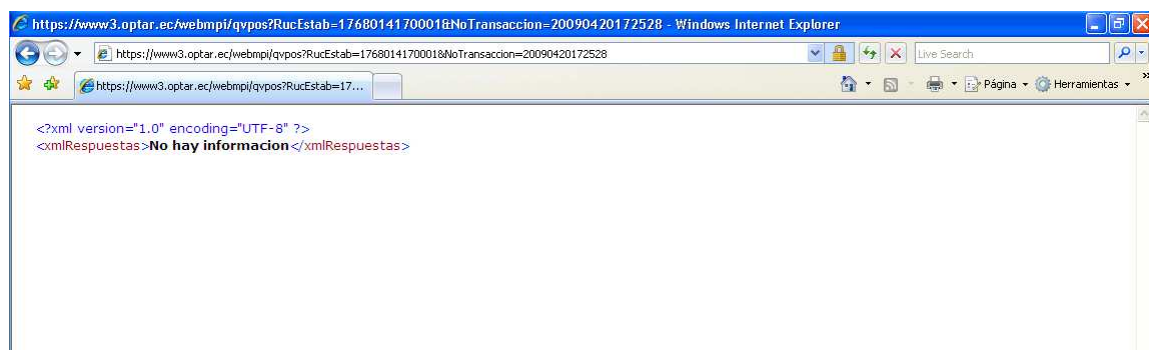 https://www3.optar.ec/webmpi/qvpos?RucEstab=1768014170001&NoTransaccion=20090420172528 - Windows Internet Explorer
https://www3.optar.ec/webmpi/qvpos?RucEstab=1768014170001&NoTransaccion=20090420172528
Live Search
https://www3.optar.ec/webmpi/qvpos?RucEstab=17...
Página
Herramientas
<?xml version="1.0" encoding="UTF-8" ?>
<xmlRespuestas>No hay informacion</xmlRespuestas>